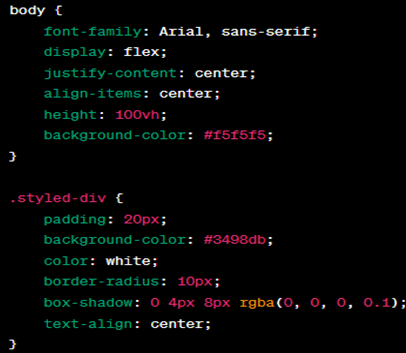 body {
    font-family: Arial, sans-serif;
    display: flex;
    justify-content: center;
    align-items: center;
    height: 100vh;
    background-color: #f5f5f5;
}

.styled-div {
    padding: 20px;
    background-color: #3498db;
    color: white;
    border-radius: 10px;
    box-shadow: 0 4px 8px rgba(0, 0, 0, 0.1);
    text-align: center;
}